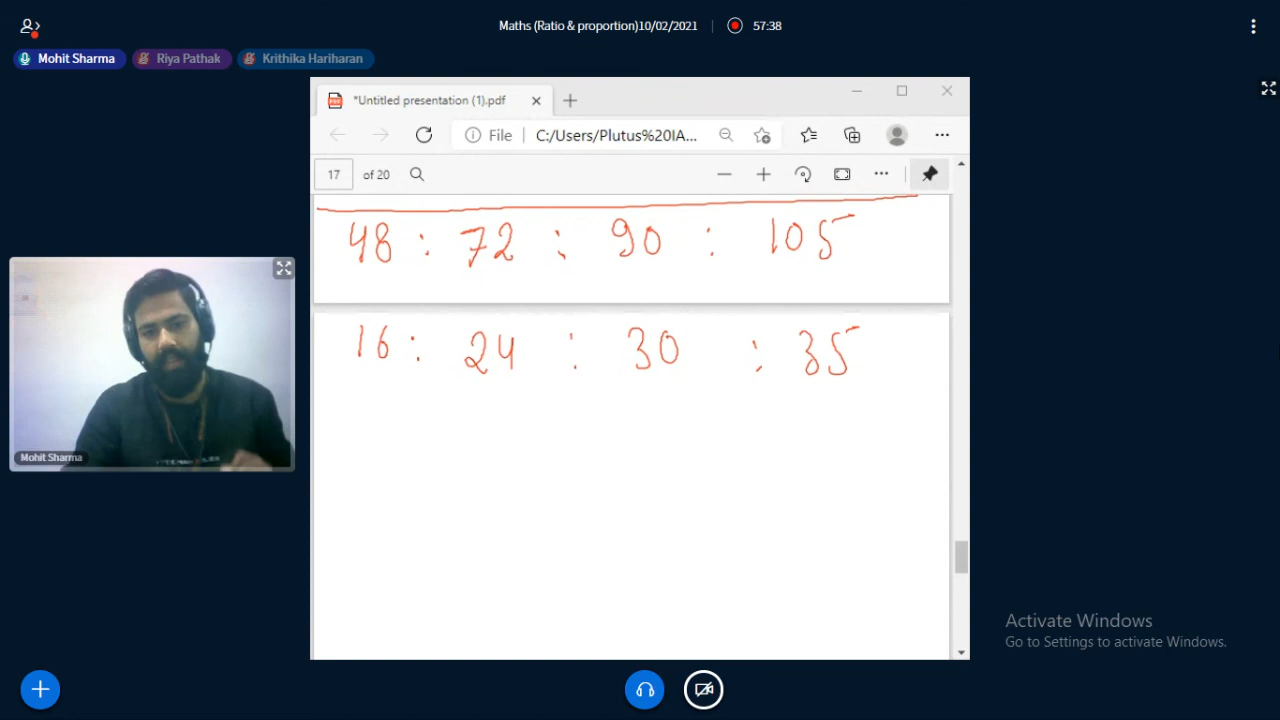 Maths (Ratio & proportion)10/02/2021 57:38
Mohit Sharma Riya Pathak Krithika Hariharan
*Untitled presentation (1).pdf
File C:/Users/Plutus%20IA...
17 of 20
48 : 72 : 90 : 105
16 : 24 : 30 : 35
Mohit Sharma
Activate Windows
Go to Settings to activate Windows.